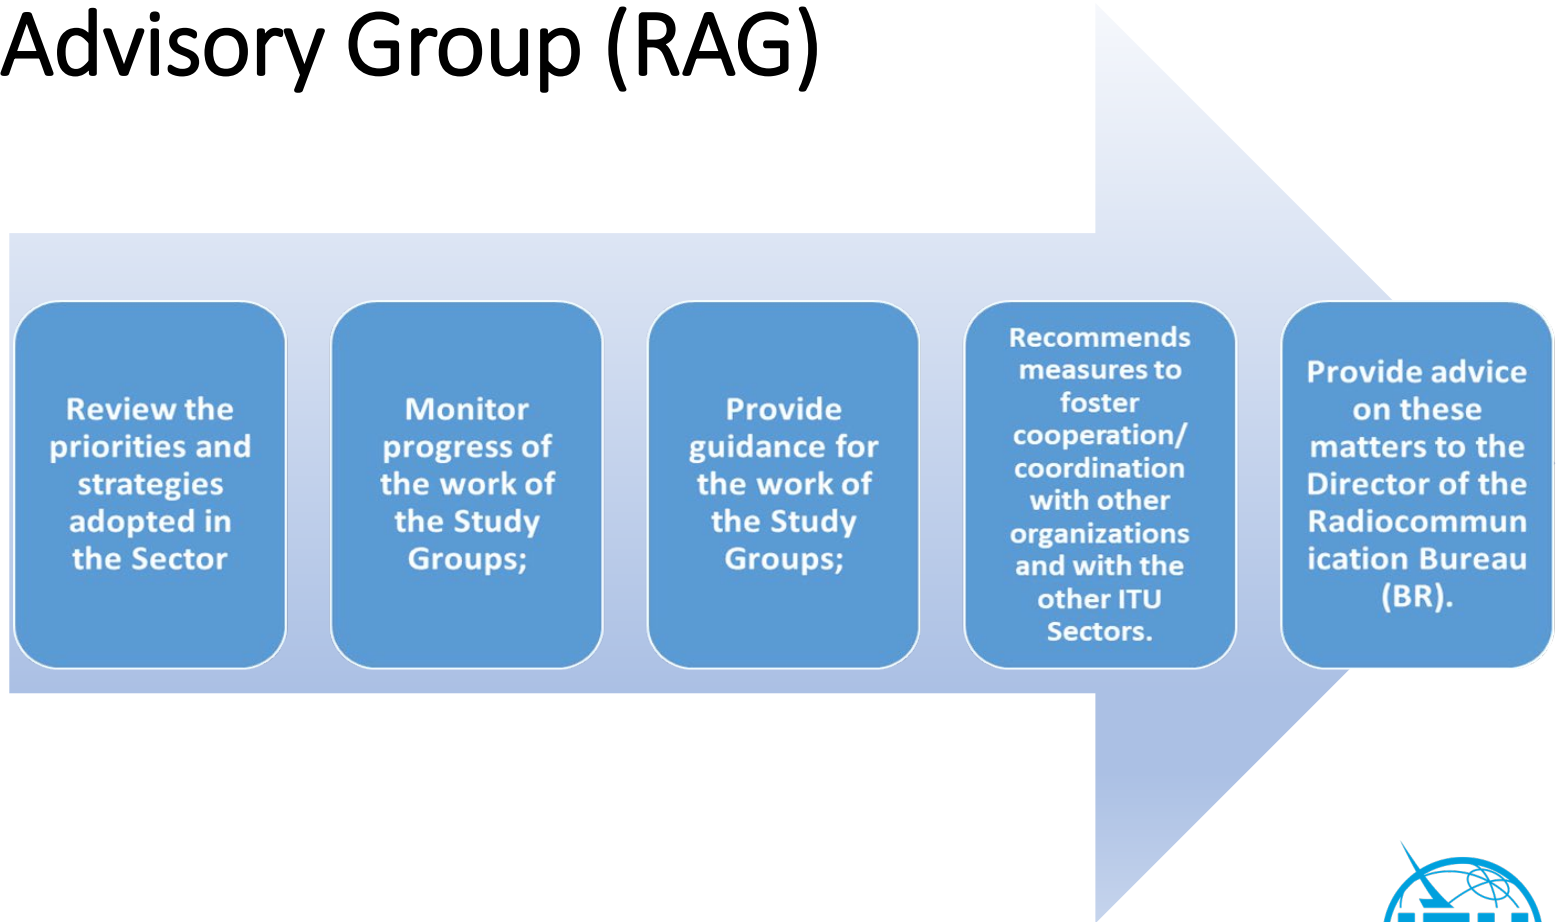 Advisory Group (RAG)
Review the
priorities and
strategies
adopted in
the Sector
Monitor
progress of
the work of
the Study
Groups;
Provide
guidance for
the work of
the Study
Groups;
Recommends
measures to
foster
cooperation/
coordination
with other
organizations
and with the
other ITU
Sectors.
Provide advice
on these
matters to the
Director of the
Radiocommun
ication Bureau
(BR).